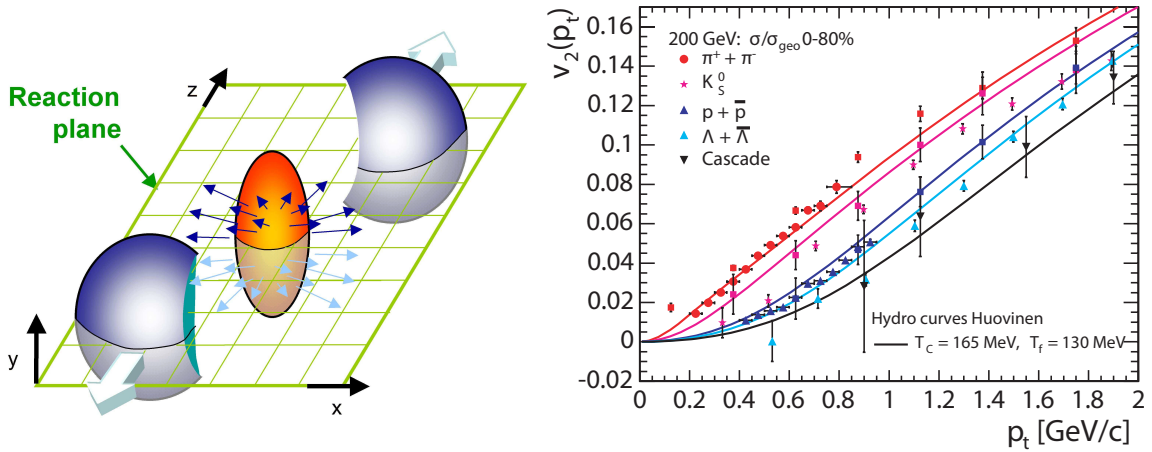 Reaction
plane
z
y
x
v₂(pₜ)
0.16
0.14
0.12
0.1
0.08
0.06
0.04
0.02
0
-0.02
200 GeV: σ/σgeo 0-80%
π⁺ + π⁻
K⁰S
p + p̅
Λ + Λ̅
Cascade
Hydro curves Huovinen
T_C = 165 MeV, T_f = 130 MeV
0 0.2 0.4 0.6 0.8 1 1.2 1.4 1.6 1.8 2
pₜ [GeV/c]